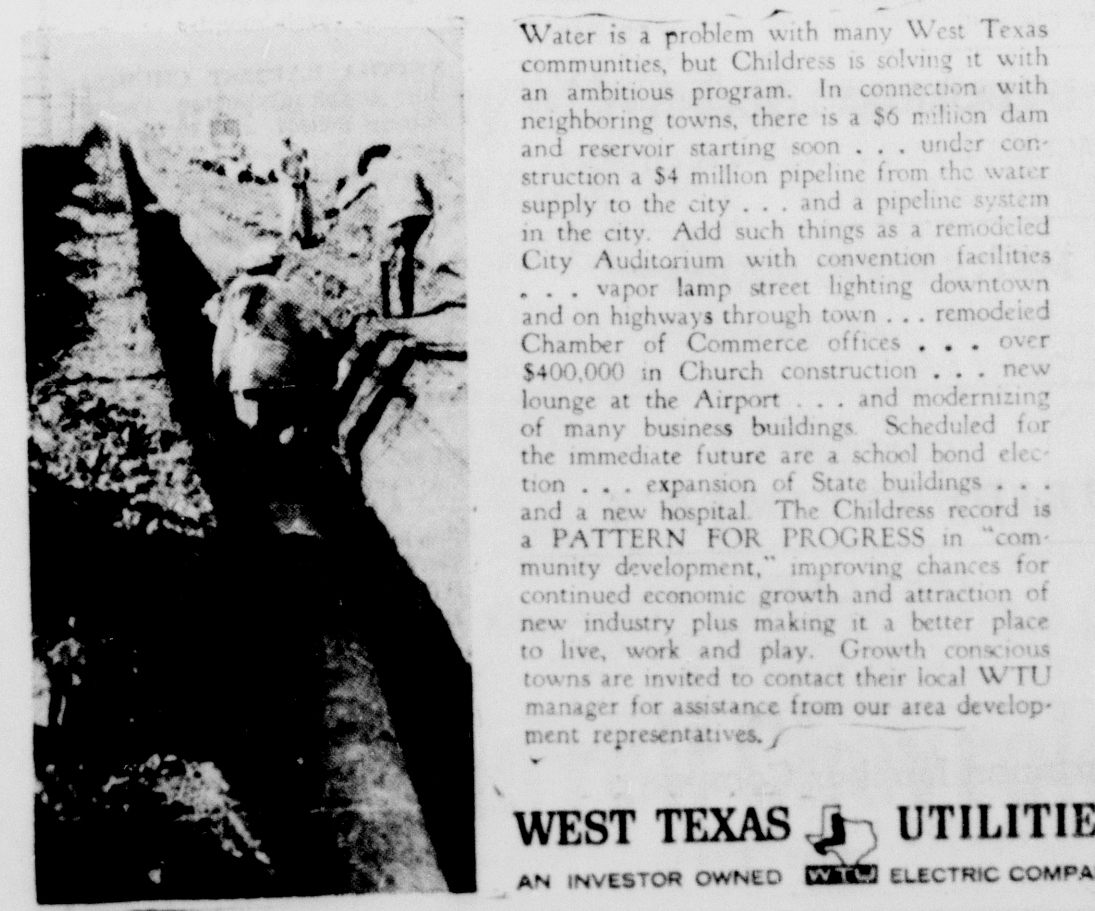 Water is a problem with many West Texas
communities, but Childress is solving it with
an ambitious program. In connection with
neighboring towns, there is a $6 million dam
and reservoir starting soon . . . under con-
struction a $4 million pipeline from the water
supply to the city . . . and a pipeline system
in the city. Add such things as a remodeled
City Auditorium with convention facilities
. . . vapor lamp street lighting downtown
and on highways through town . . . remodeled
Chamber of Commerce offices . . . over
$400,000 in Church construction . . . new
lounge at the Airport . . . and modernizing
of many business buildings. Scheduled for
the immediate future are a school bond elec-
tion . . . expansion of State buildings . . .
and a new hospital. The Childress record is
a PATTERN FOR PROGRESS in "com-
munity development," improving chances for
continued economic growth and attraction of
new industry plus making it a better place
to live, work and play. Growth conscious
towns are invited to contact their local WTU
manager for assistance from our area develop-
ment representatives.
WEST TEXAS UTILITIE
AN INVESTOR OWNED WTU ELECTRIC COMPA